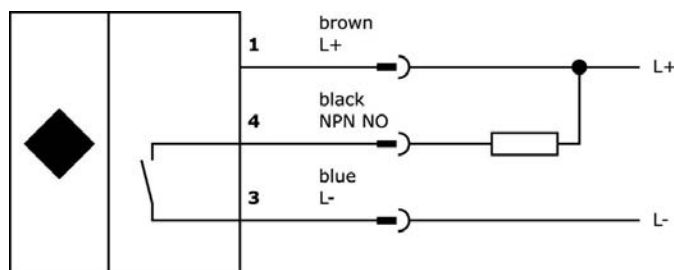 brown
1 L+
L+
black
4 NPN NO
blue
3 L-
L-